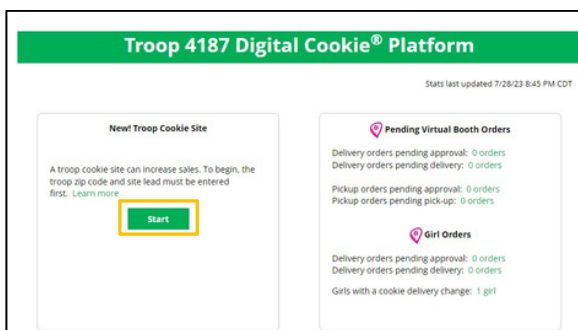 Troop 4187 Digital Cookie® Platform
Stats last updated 7/28/23 8:45 PM CDT
New! Troop Cookie Site
A troop cookie site can increase sales. To begin, the
troop zip code and site lead must be entered
first. Learn more
Start
Pending Virtual Booth Orders
Delivery orders pending approval: 0 orders
Delivery orders pending delivery: 0 orders
Pickup orders pending approval: 0 orders
Pickup orders pending pick-up: 0 orders
Girl Orders
Delivery orders pending approval: 0 orders
Delivery orders pending delivery: 0 orders
Girls with a cookie delivery change: 1 girl